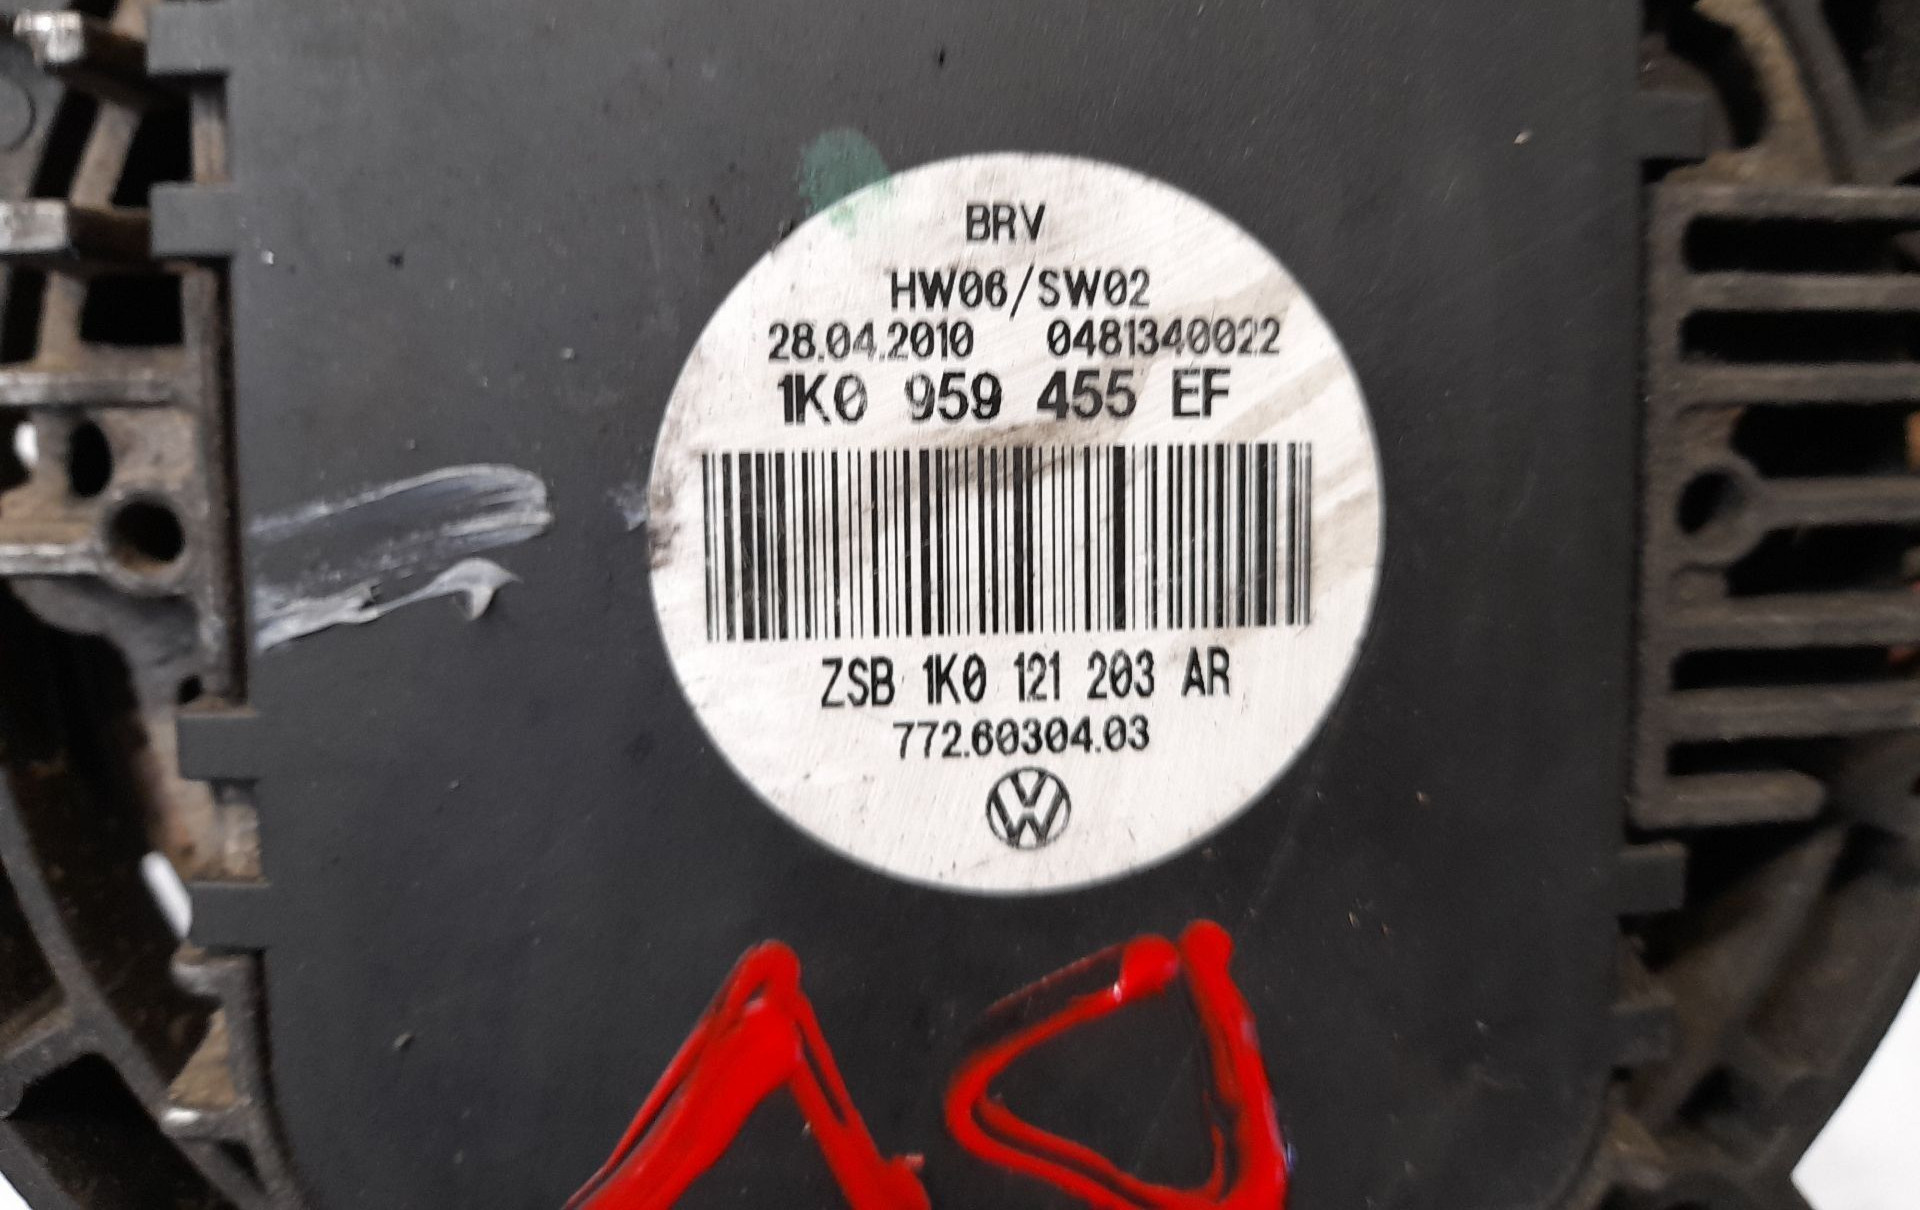 BRV
HW06/SW02
28.04.2010 0481340022
1K0 959 455 EF
ZSB 1K0 121 203 AR
772.60304.03